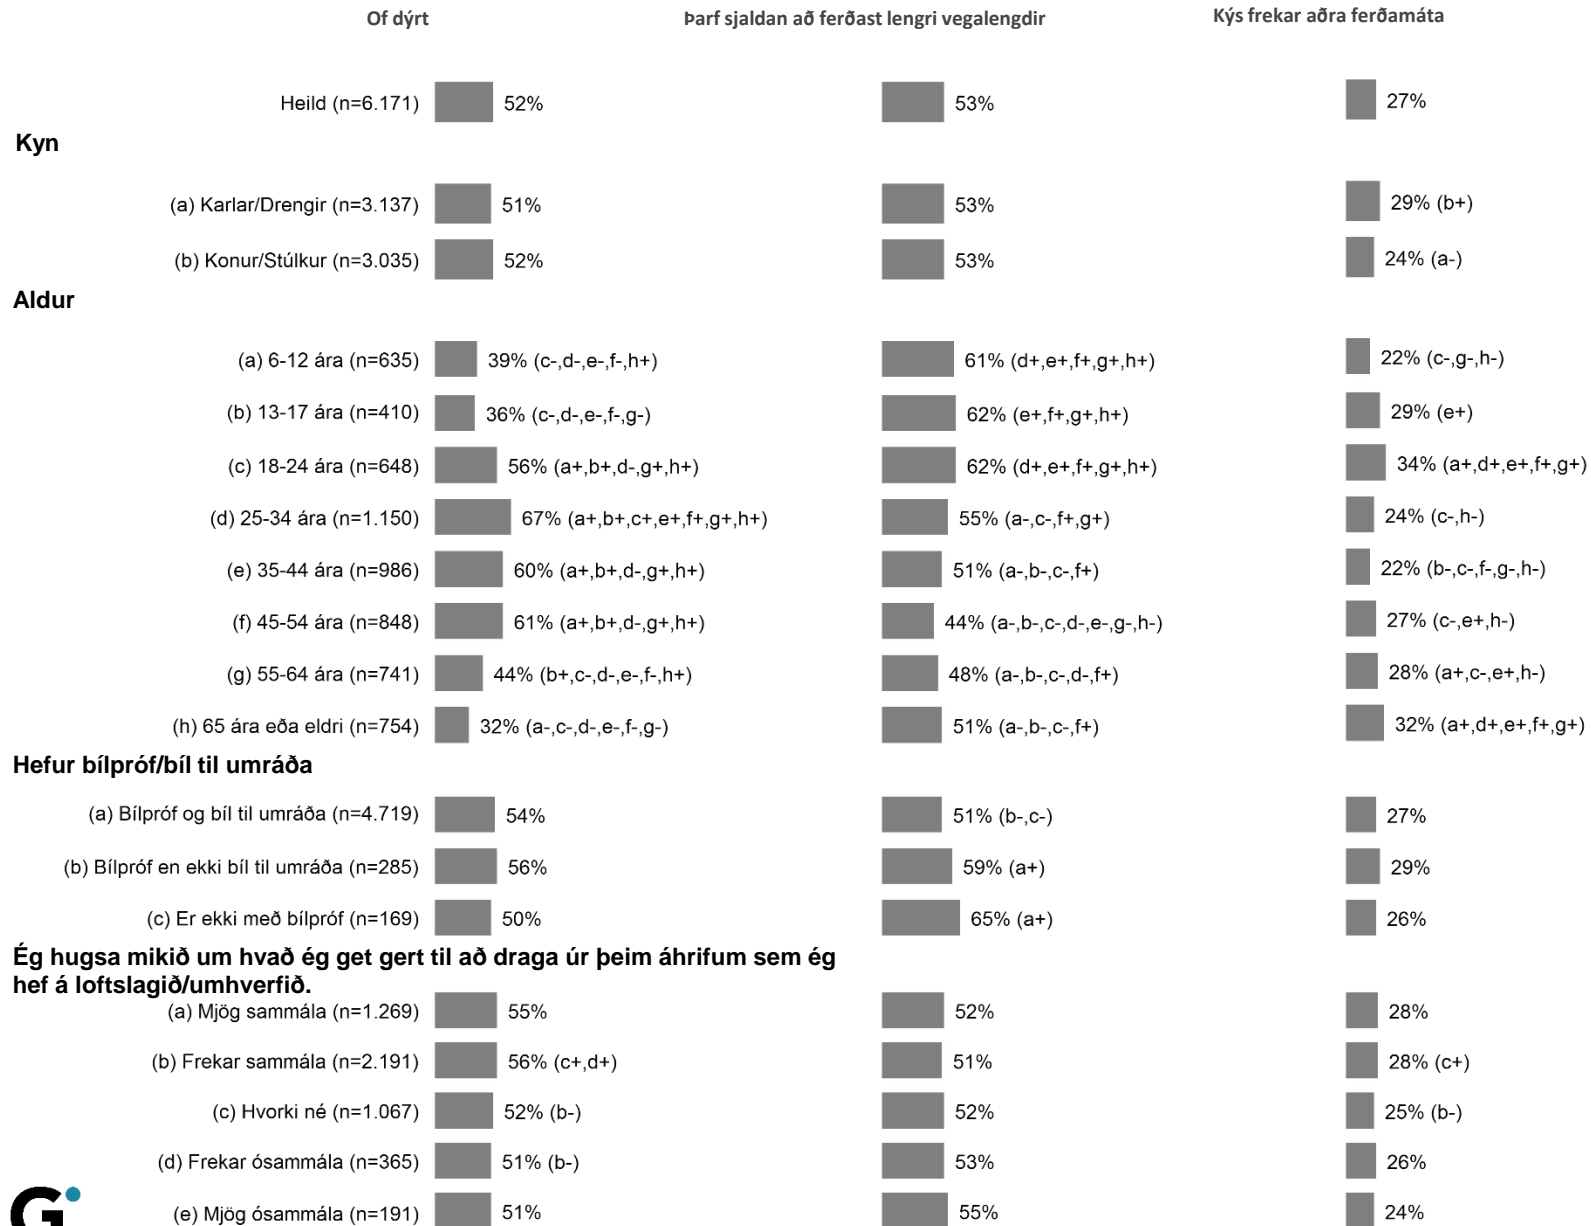 Of dýrt Þarf sjaldan að ferðast lengri vegalengdir Kýs frekar aðra ferðamáta
Heild (n=6.171) 52% 53% 27%
Kyn
(a) Karlar/Drengir (n=3.137) 51% 53% 29% (b+)
(b) Konur/Stúlkur (n=3.035) 52% 53% 24% (a-)
Aldur
(a) 6-12 ára (n=635) 39% (c-,d-,e-,f-,h+) 61% (d+,e+,f+,g+,h+) 22% (c-,g-,h-)
(b) 13-17 ára (n=410) 36% (c-,d-,e-,f-,g-) 62% (e+,f+,g+,h+) 29% (e+)
(c) 18-24 ára (n=648) 56% (a+,b+,d-,g+,h+) 62% (d+,e+,f+,g+,h+) 34% (a+,d+,e+,f+,g+)
(d) 25-34 ára (n=1.150) 67% (a+,b+,c+,e+,f+,g+,h+) 55% (a-,c-,f+,g+) 24% (c-,h-)
(e) 35-44 ára (n=986) 60% (a+,b+,d-,g+,h+) 51% (a-,b-,c-,f+) 22% (b-,c-,f-,g-,h-)
(f) 45-54 ára (n=848) 61% (a+,b+,d-,g+,h+) 44% (a-,b-,c-,d-,e-,g-,h-) 27% (c-,e+,h-)
(g) 55-64 ára (n=741) 44% (b+,c-,d-,e-,f-,h+) 48% (a-,b-,c-,d-,f+) 28% (a+,c-,e+,h-)
(h) 65 ára eða eldri (n=754) 32% (a-,c-,d-,e-,f-,g-) 51% (a-,b-,c-,f+) 32% (a+,d+,e+,f+,g+)
Hefur bílpróf/bíl til umráða
(a) Bílpróf og bíl til umráða (n=4.719) 54% 51% (b-,c-) 27%
(b) Bílpróf en ekki bíl til umráða (n=285) 56% 59% (a+) 29%
(c) Er ekki með bílpróf (n=169) 50% 65% (a+) 26%
Ég hugsa mikið um hvað ég get gert til að draga úr þeim áhrifum sem ég
hef á loftslagið/umhverfið.
(a) Mjög sammála (n=1.269) 55% 52% 28%
(b) Frekar sammála (n=2.191) 56% (c+,d+) 51% 28% (c+)
(c) Hvorki né (n=1.067) 52% (b-) 52% 25% (b-)
(d) Frekar ósammála (n=365) 51% (b-) 53% 26%
(e) Mjög ósammála (n=191) 51% 55% 24%
G